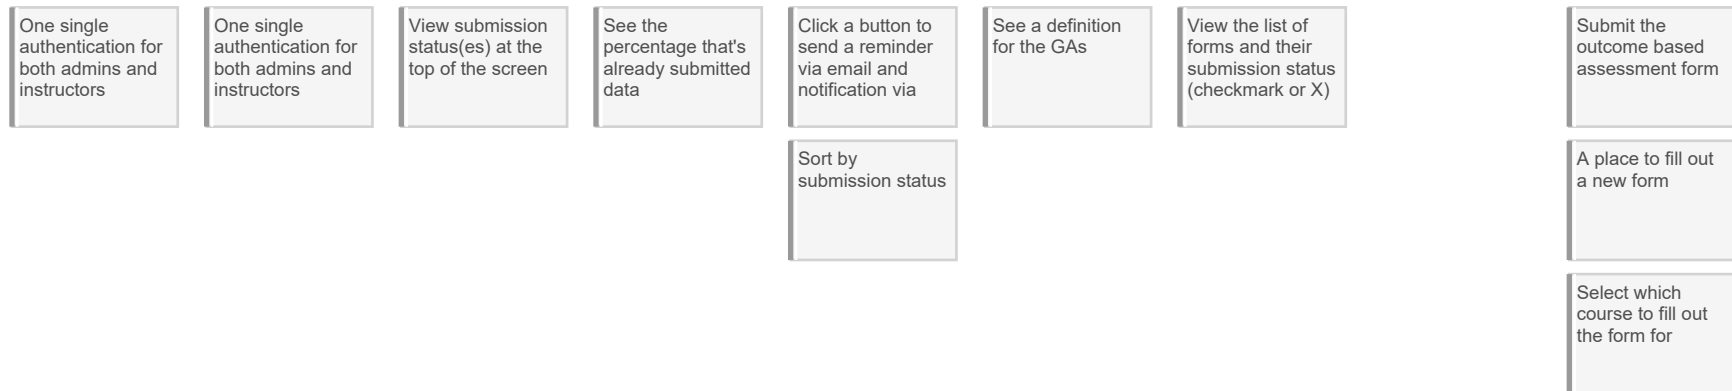 One single
authentication for
both admins and
instructors
One single
authentication for
both admins and
instructors
View submission
status(es) at the
top of the screen
See the
percentage that's
already submitted
data
Click a button to
send a reminder
via email and
notification via
See a definition
for the GAs
View the list of
forms and their
submission status
(checkmark or X)
Submit the
outcome based
assessment form
Sort by
submission status
A place to fill out
a new form
Select which
course to fill out
the form for